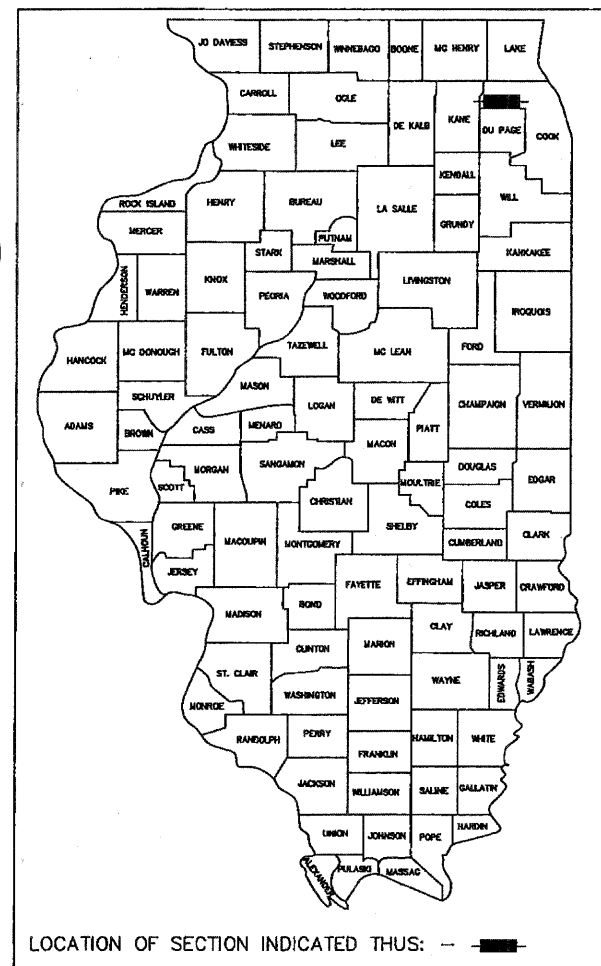 JO DAVIESS STEPHENSON WINNEBAGO BOONE MC HENRY LAKE
CARROLL OGLE DE KALB KANE DU PAGE COOK
WHITESIDE LEE KENDALL
ROCK ISLAND HENRY BUREAU LA SALLE GRUNDY WILL
MERCER PUTNAM
STARK MARSHALL KANKAKEE
HENDERSON WARREN KNOX PEORIA WOODFORD LIVINGSTON IROQUOIS
TAZEWELL FORD
HANCOCK MC DONOUGH FULTON MC LEAN
MASON
SCHUYLER LOGAN DE WITT CHAMPAIGN VERMILION
ADAMS BROWN CASS MENARD PIATT
MACON
PIKE SCOTT MORGAN SANGAMON MOULTRIE DOUGLAS EDGAR
CHRISTIAN COLES
CALHOUN GREENE MACOUPIN MONTGOMERY SHELBY CUMBERLAND CLARK
JERSEY FAYETTE EFFINGHAM JASPER CRAWFORD
MADISON BOND
CLAY RICHLAND LAWRENCE
CLINTON MARION
ST. CLAIR WAYNE EDWARDS WABASH
WASHINGTON JEFFERSON
MONROE
RANDOLPH PERRY HAMILTON WHITE
FRANKLIN
JACKSON WILLIAMSON SALINE GALLATIN
UNION JOHNSON POPE HARDIN
ALEXANDER PULASKI MASSAC
LOCATION OF SECTION INDICATED THUS: -